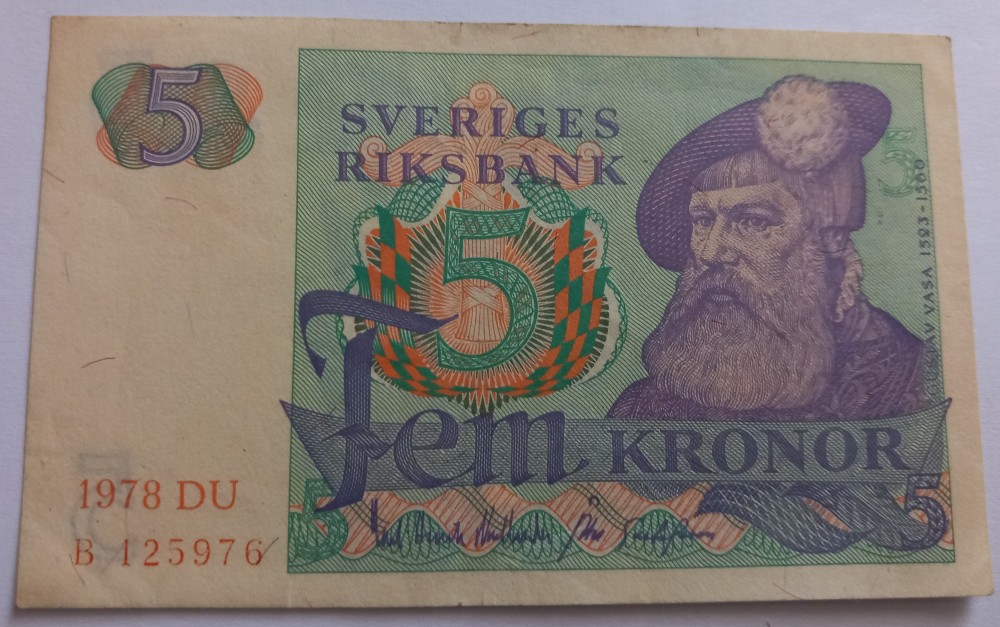 5
SVERIGES
RIKSBANK
5
5
GUSTAV VASA 1523-1560
Fem KRONOR
1978 DU
B 125976
5
5